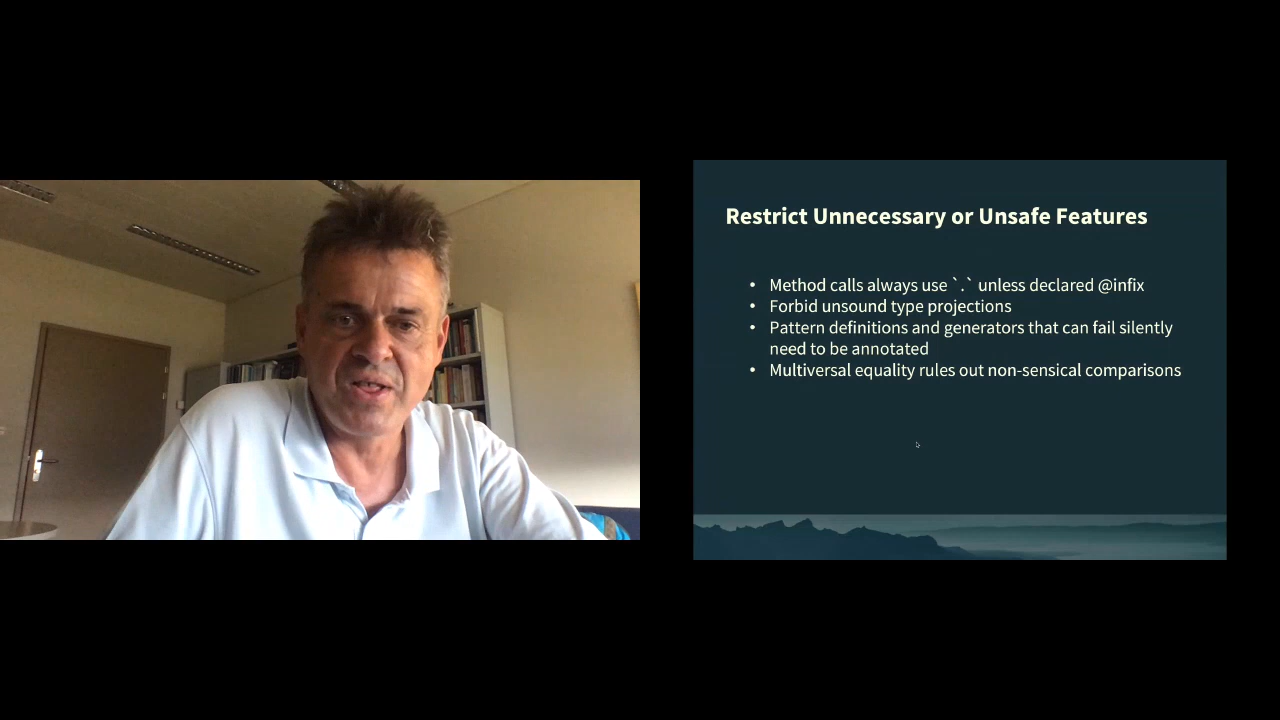 Restrict Unnecessary or Unsafe Features
• Method calls always use `.` unless declared @infix
• Forbid unsound type projections
• Pattern definitions and generators that can fail silently
need to be annotated
• Multiversal equality rules out non-sensical comparisons